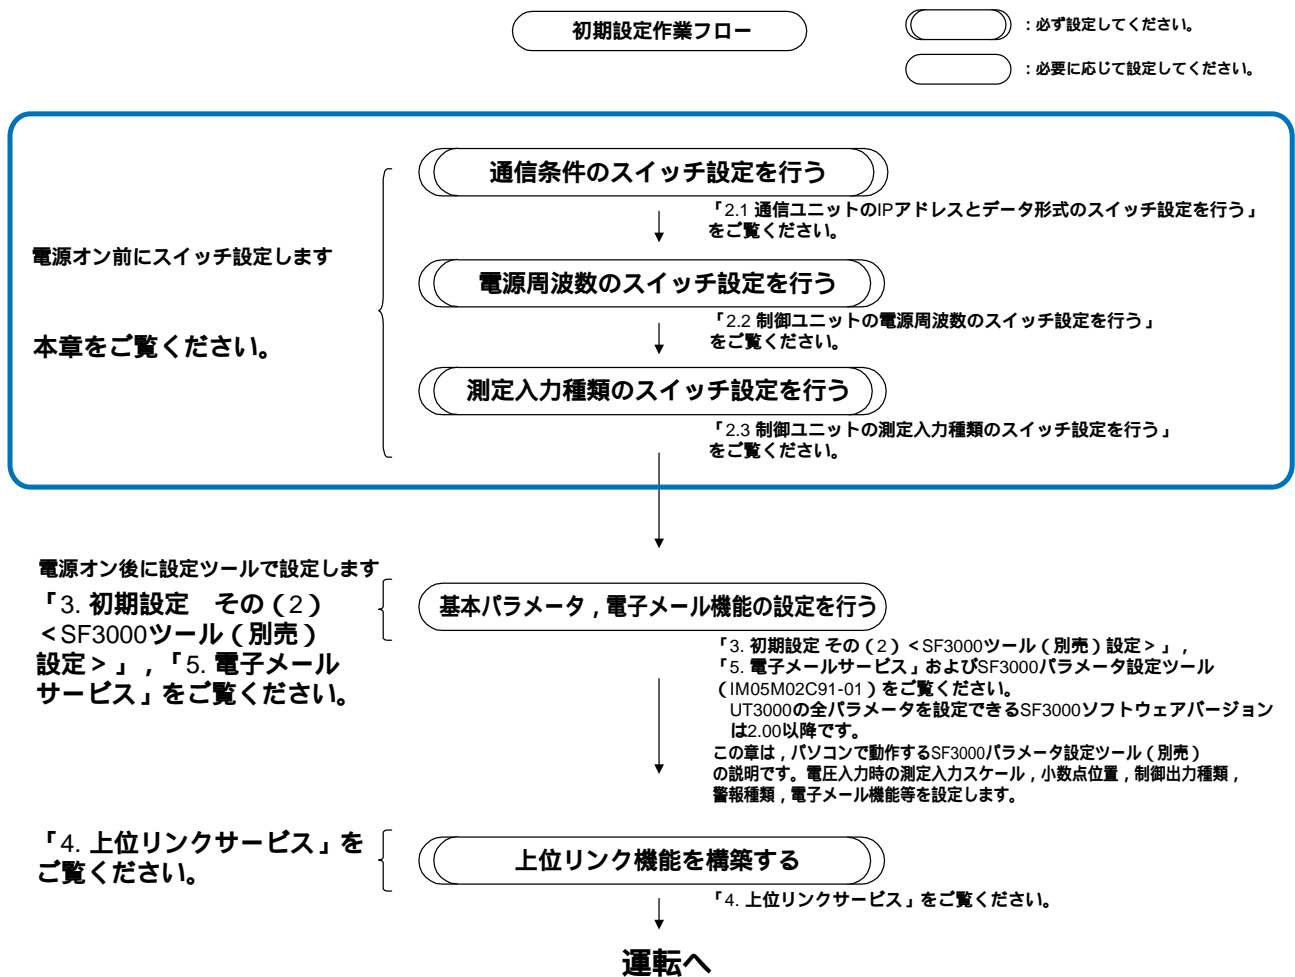 初期設定作業フロー
：必ず設定してください。
：必要に応じて設定してください。
通信条件のスイッチ設定を行う
「2.1 通信ユニットのIPアドレスとデータ形式のスイッチ設定を行う」
をご覧ください。
電源オン前にスイッチ設定します
電源周波数のスイッチ設定を行う
「2.2 制御ユニットの電源周波数のスイッチ設定を行う」
をご覧ください。
本章をご覧ください。
測定入力種類のスイッチ設定を行う
「2.3 制御ユニットの測定入力種類のスイッチ設定を行う」
をご覧ください。
電源オン後に設定ツールで設定します
「3. 初期設定　その（2）
＜SF3000ツール（別売）
設定＞」，「5. 電子メール
サービス」をご覧ください。
基本パラメータ，電子メール機能の設定を行う
「3. 初期設定 その（2）＜SF3000ツール（別売）設定＞」，
「5. 電子メールサービス」およびSF3000パラメータ設定ツール
（IM05M02C91-01）をご覧ください。
UT3000の全パラメータを設定できるSF3000ソフトウェアバージョン
は2.00以降です。
この章は，パソコンで動作するSF3000パラメータ設定ツール（別売）
の説明です。電圧入力時の測定入力スケール，小数点位置，制御出力種類，
警報種類，電子メール機能等を設定します。
「4. 上位リンクサービス」を
ご覧ください。
上位リンク機能を構築する
「4. 上位リンクサービス」をご覧ください。
運転へ